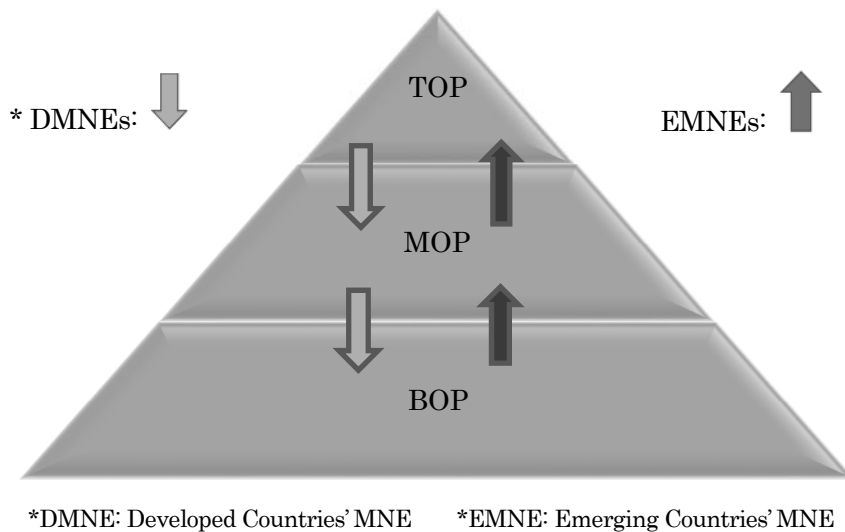 TOP
* DMNEs:
EMNEs:
MOP
BOP
*DMNE: Developed Countries’ MNE *EMNE: Emerging Countries’ MNE